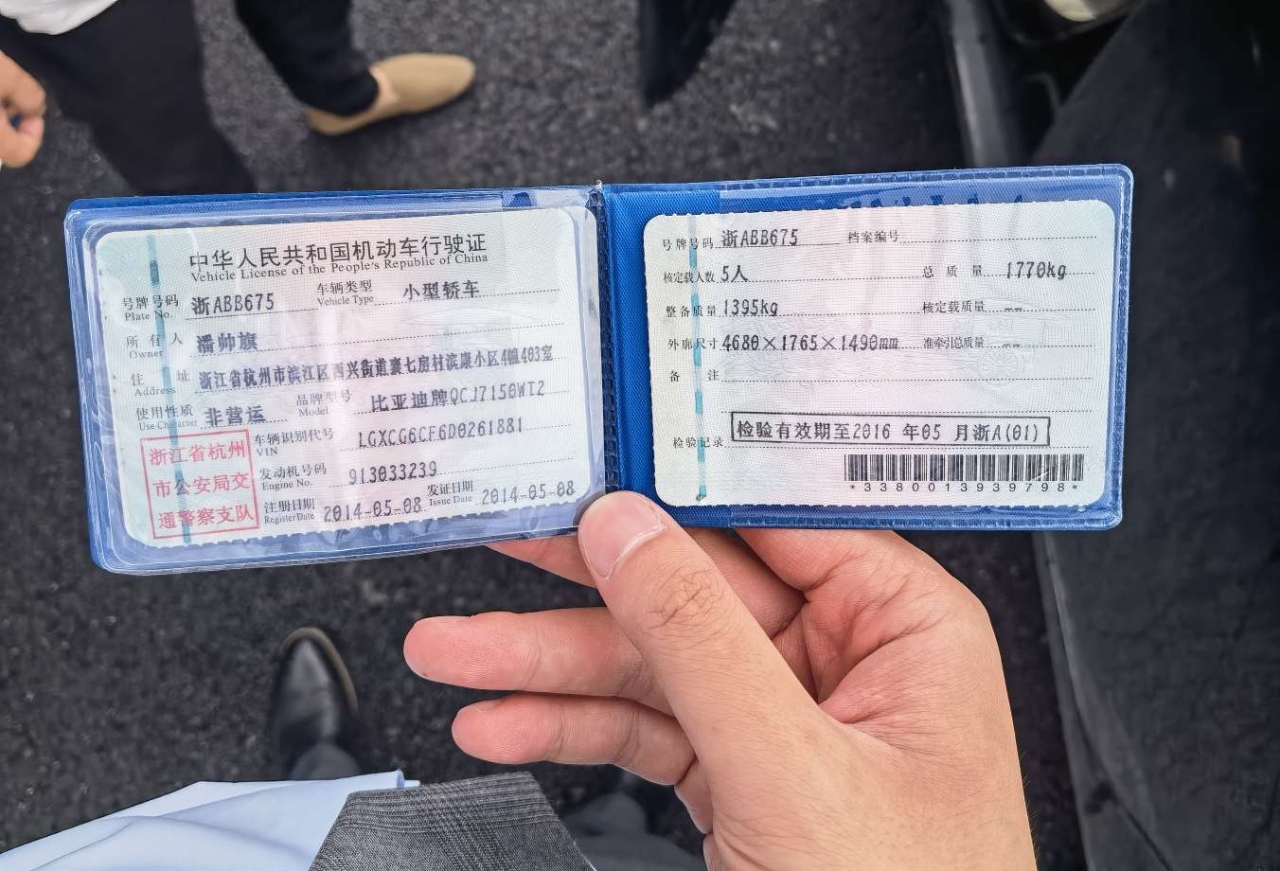 中华人民共和国机动车行驶证
Vehicle License of the People's Republic of China
号牌号码 浙ABB675 车辆类型 小型轿车
Plate No. Vehicle Type
所有人 潘帅旗
Owner
住址 浙江省杭州市滨江区西兴街道襄七房村滨康小区4幢403室
Address
使用性质 非营运 品牌型号 比亚迪牌QCJ7150WT2
Use Character Model
车辆识别代号 LGXCG6CF6D0261881
VIN
发动机号码 913033239
Engine No.
注册日期 2014-05-08 发证日期 2014-05-08
Register Date Issue Date
浙江省杭州
市公安局交
通警察支队
号牌号码 浙ABB675 档案编号
核定载人数 5人 总质量 1770kg
整备质量 1395kg 核定载质量 --
外廓尺寸 4680×1765×1490mm 准牵引总质量 --
备注
检验记录 检验有效期至2016 年05 月浙A(01)
*3380013939798*